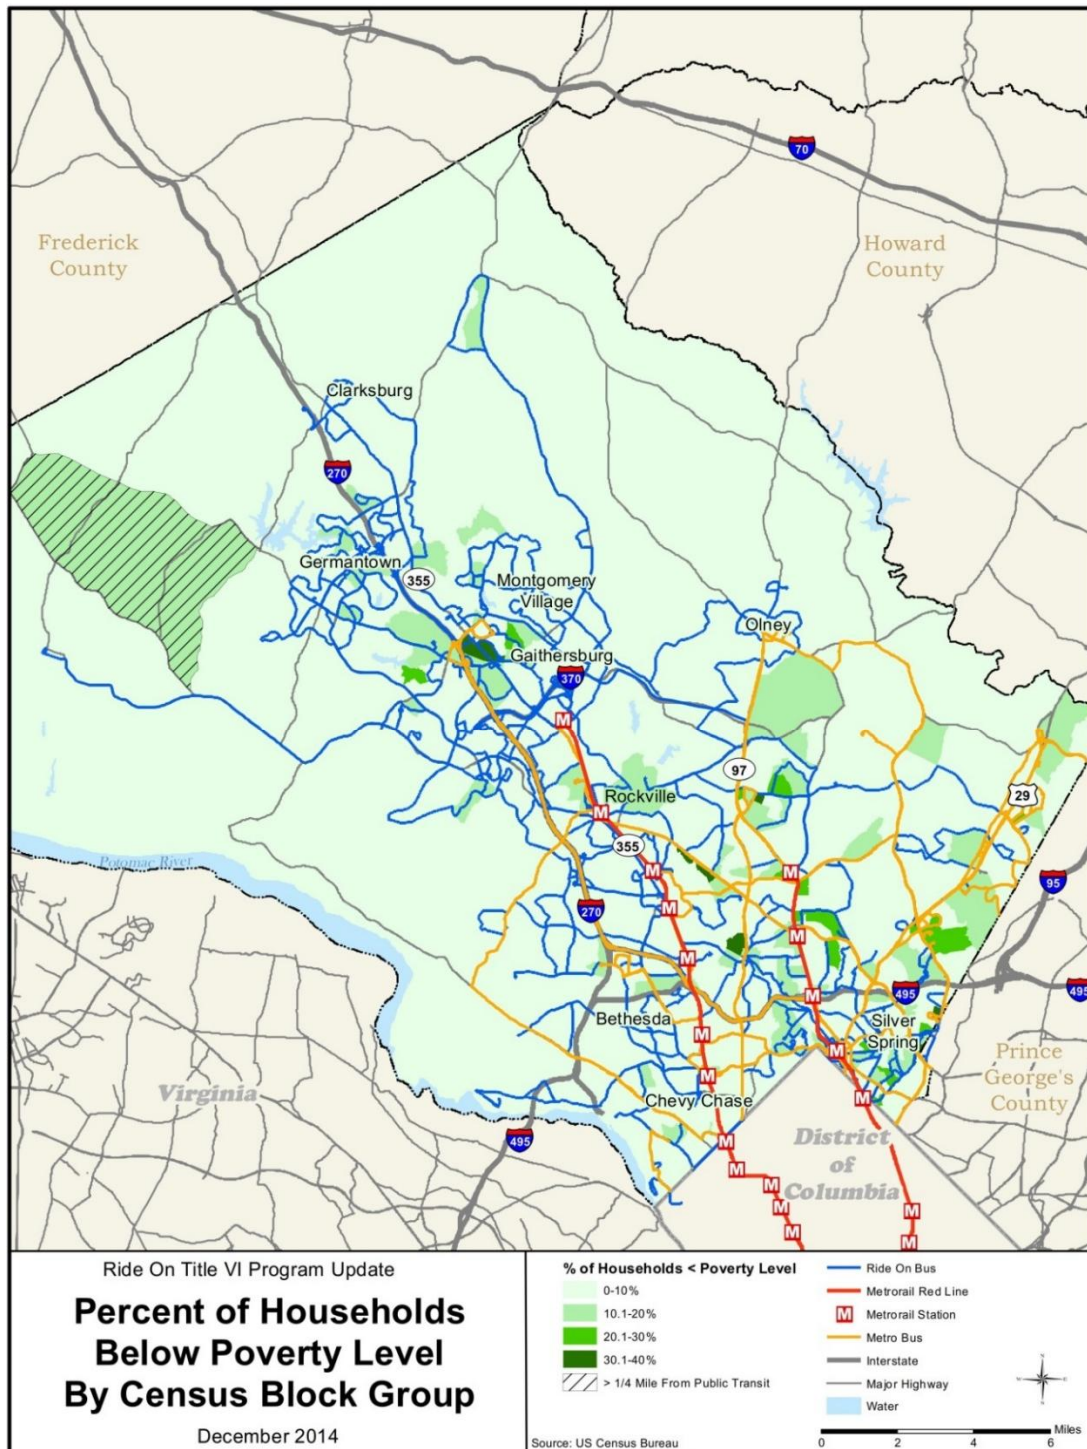 70
Frederick
County
Howard
County
Clarksburg
270
Germantown
355
Montgomery
Village
Olney
Gaithersburg
370
M
97
Rockville
M
29
355
Potomac River
M
M
95
270
M
M
M
M
495
495
M
Silver
Spring
Bethesda
M
M
Prince
George's
County
M
Virginia
Chevy Chase
M
495
M
District
of
Columbia
M
M
M
M
M
M
Ride On Title VI Program Update
Percent of Households
Below Poverty Level
By Census Block Group
December 2014
% of Households < Poverty Level
0-10%
10.1-20%
20.1-30%
30.1-40%
> 1/4 Mile From Public Transit
Source: US Census Bureau
Ride On Bus
Metrorail Red Line
M Metrorail Station
Metro Bus
Interstate
Major Highway
Water
N
W E
S
Miles
0 2 4 6